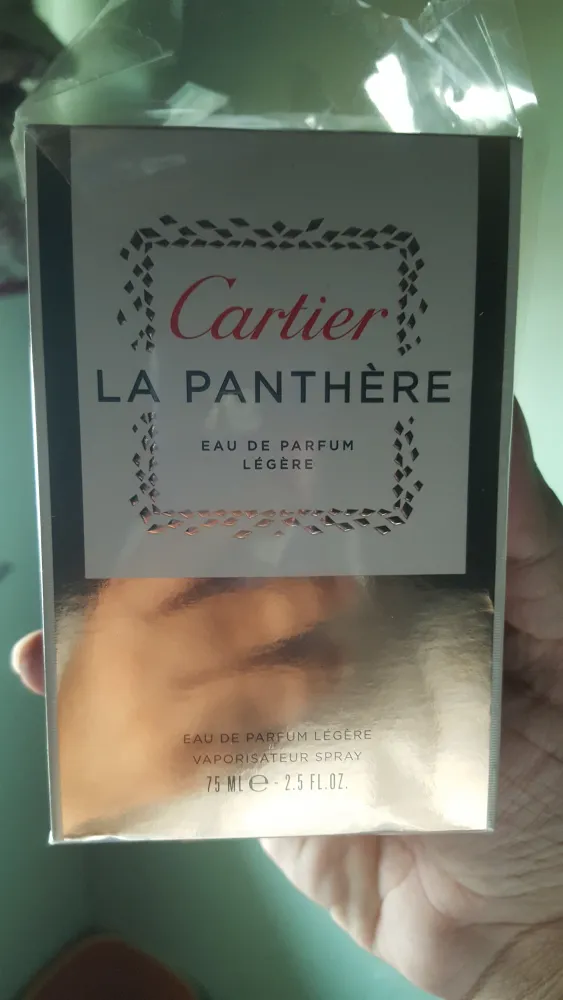 Cartier
LA PANTHÈRE
EAU DE PARFUM
LÉGÈRE
EAU DE PARFUM LÉGÈRE
VAPORISATEUR SPRAY
75 ML ℮ - 2.5 FL.OZ.